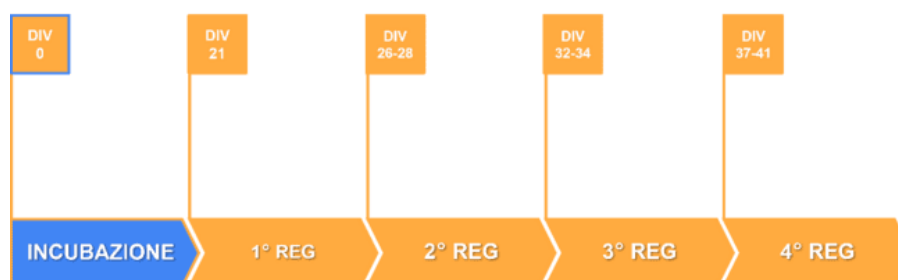 DIV
0
DIV
21
DIV
26-28
DIV
32-34
DIV
37-41
INCUBAZIONE
1° REG
2° REG
3° REG
4° REG